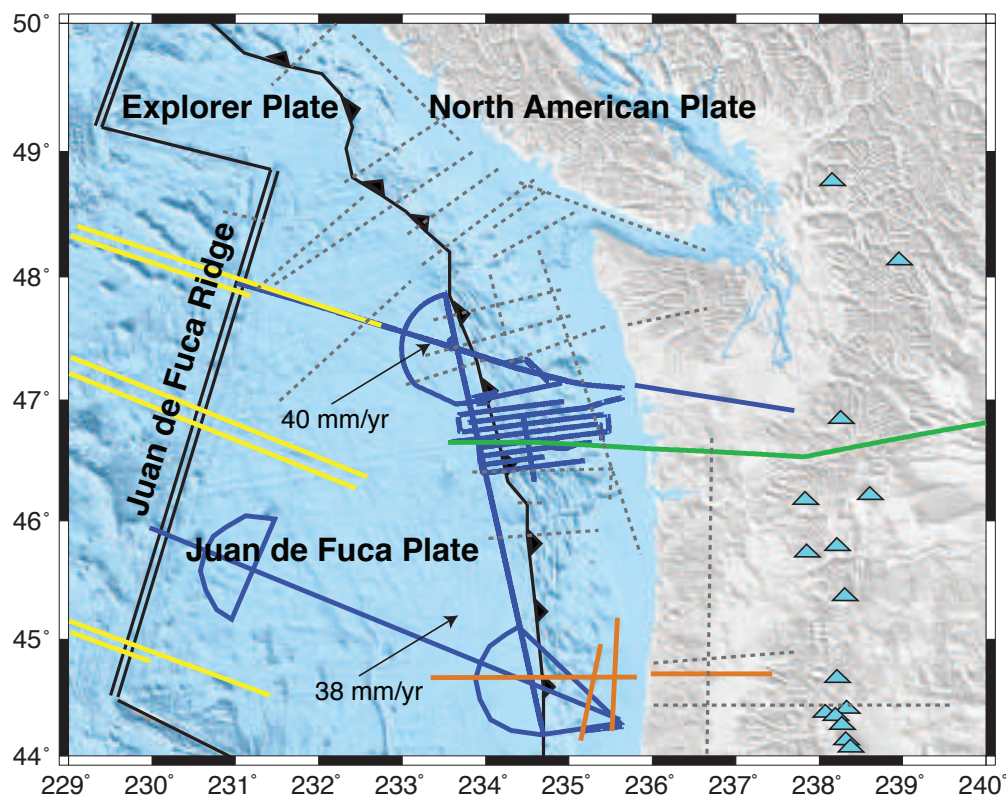 50°
Explorer Plate
North American Plate
49°
48°
Juan de Fuca Ridge
47°
40 mm/yr
46°
Juan de Fuca Plate
45°
38 mm/yr
44°
229° 230° 231° 232° 233° 234° 235° 236° 237° 238° 239° 240°